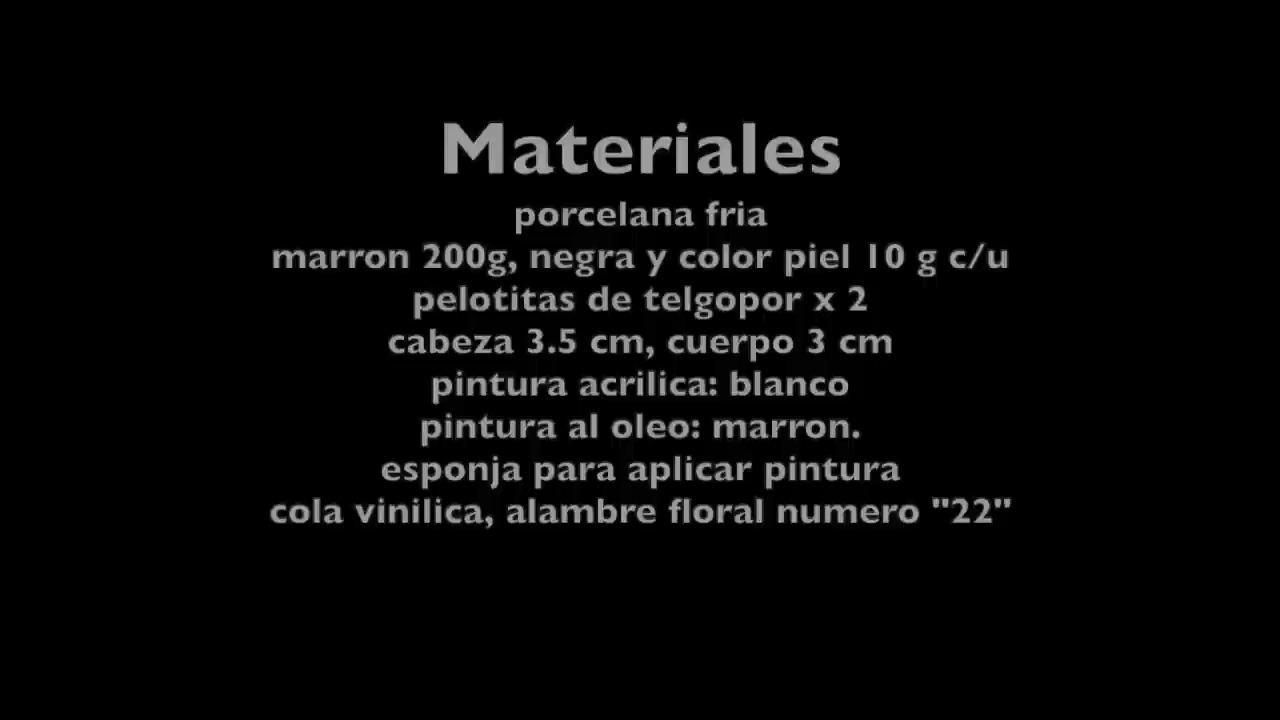 Materiales
porcelana fria
marron 200g, negra y color piel 10 g c/u
pelotitas de telgopor x 2
cabeza 3.5 cm, cuerpo 3 cm
pintura acrilica: blanco
pintura al oleo: marron.
esponja para aplicar pintura
cola vinilica, alambre floral numero "22"